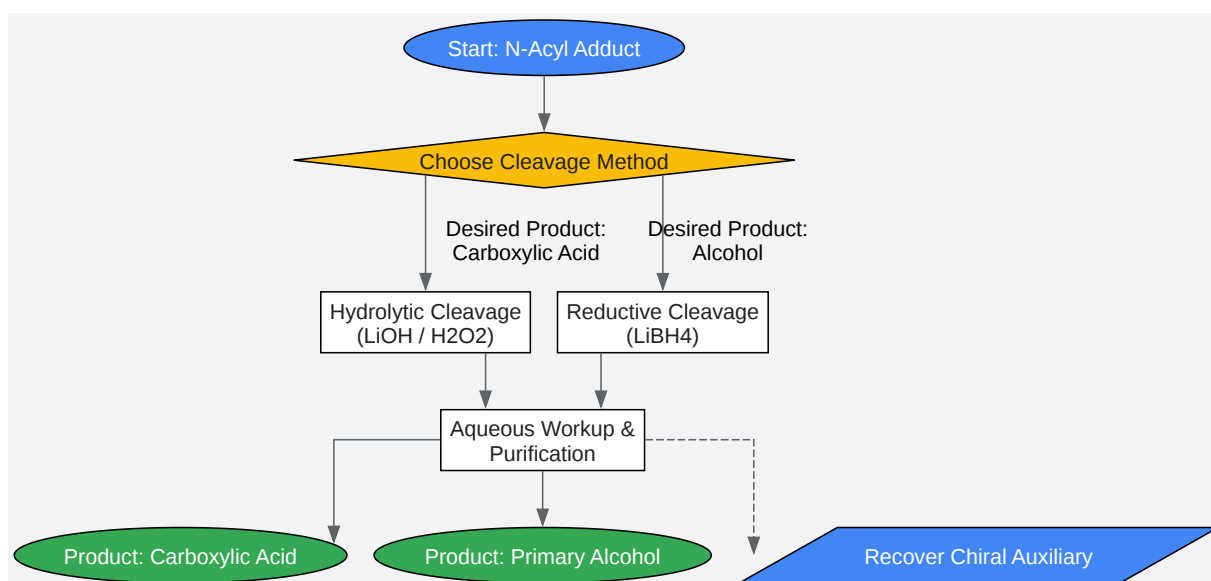 Start: N-Acyl Adduct
Choose Cleavage Method
Desired Product:
Carboxylic Acid
Desired Product:
Alcohol
Hydrolytic Cleavage
(LiOH / H2O2)
Reductive Cleavage
(LiBH4)
Aqueous Workup &
Purification
Product: Carboxylic Acid
Product: Primary Alcohol
Recover Chiral Auxiliary